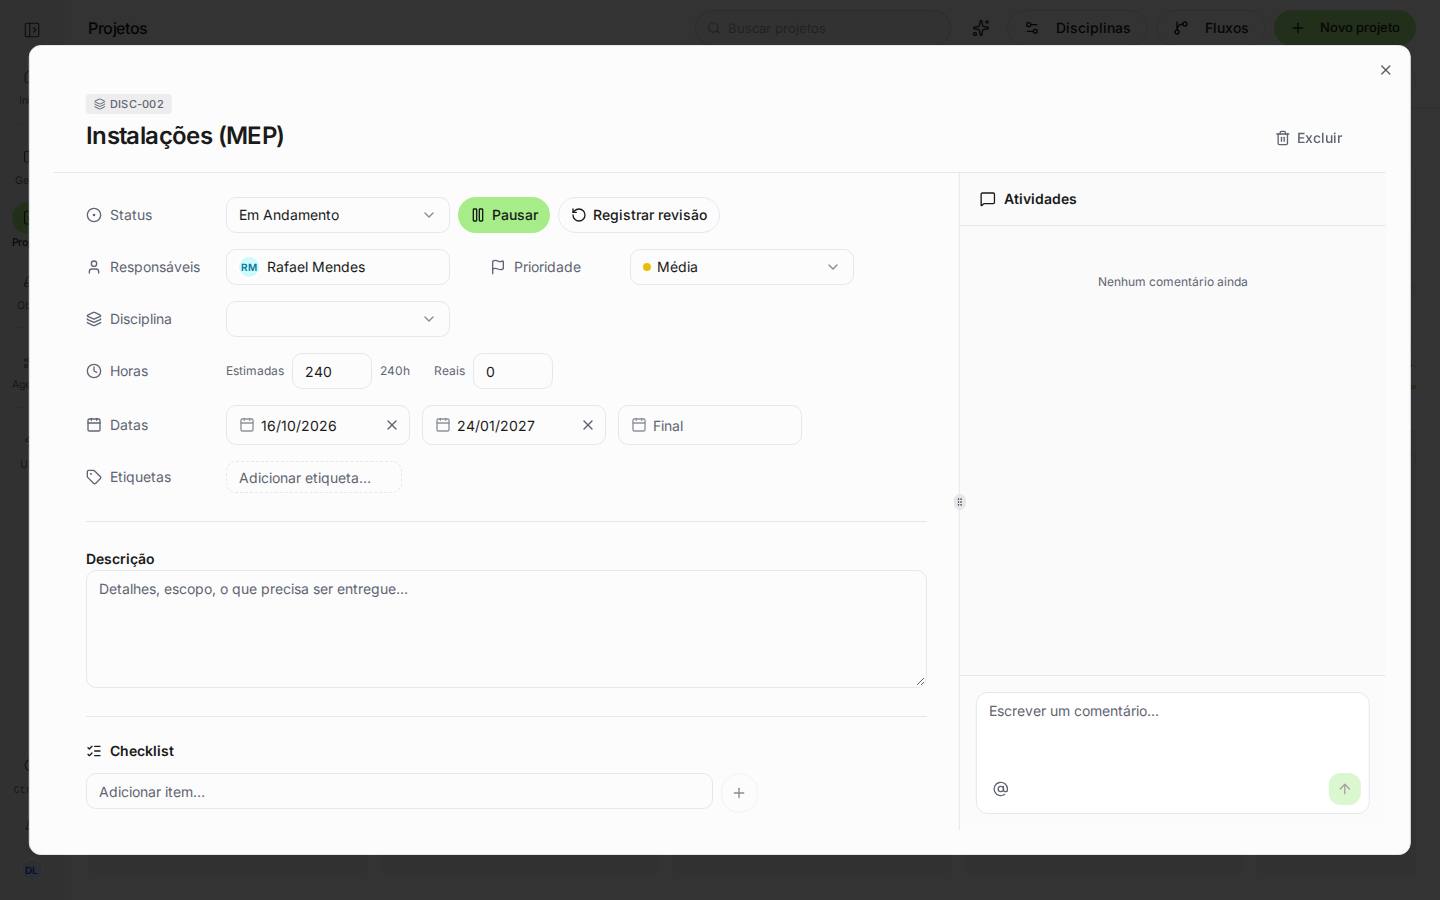 Projetos
Buscar projetos
Disciplinas
Fluxos
Novo projeto
DISC-002
Instalações (MEP)
Excluir
Status
Em Andamento
Pausar
Registrar revisão
Responsáveis
RM Rafael Mendes
Prioridade
Média
Disciplina
Horas
Estimadas
240
240h
Reais
0
Datas
16/10/2026
24/01/2027
Final
Etiquetas
Adicionar etiqueta...
Descrição
Detalhes, escopo, o que precisa ser entregue...
Checklist
Adicionar item...
Atividades
Nenhum comentário ainda
Escrever um comentário...
@
DL